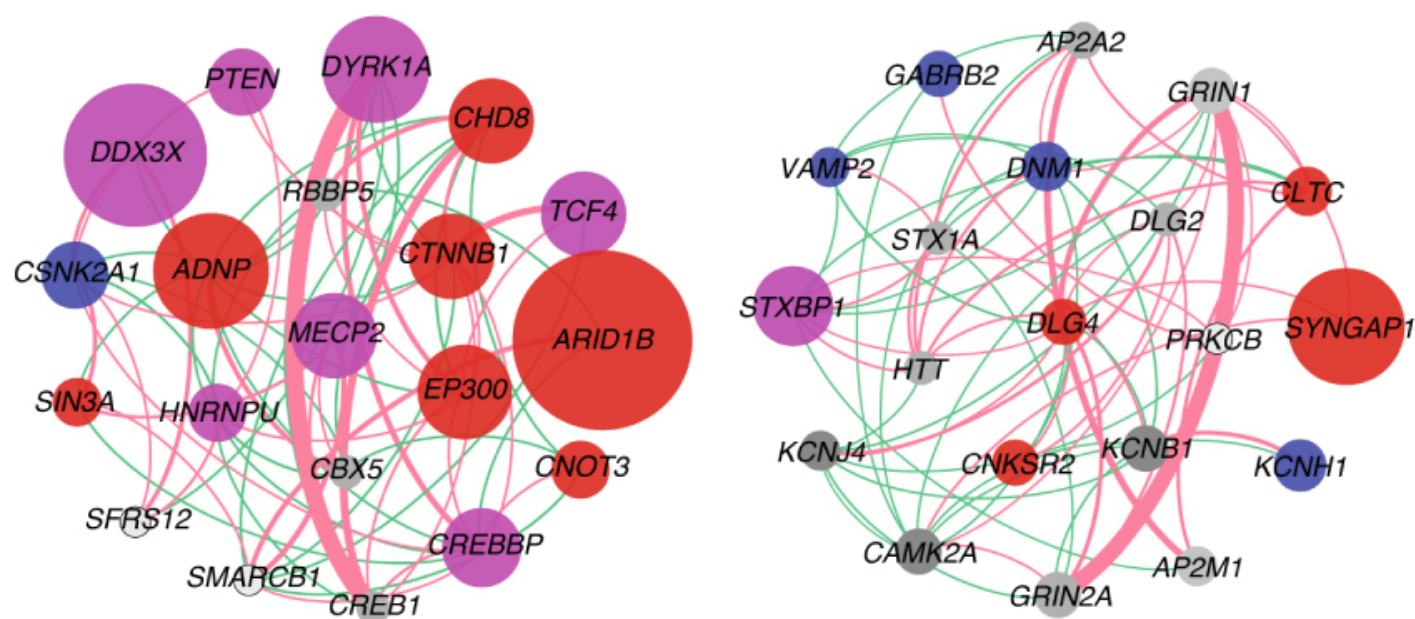 DYRK1A
PTEN
CHD8
DDX3X
RBBP5
TCF4
CTNNB1
CSNK2A1
ADNP
MECP2
ARID1B
EP300
SIN3A
HNRNPU
CBX5
CNOT3
SFRS12
CREBBP
SMARCB1
CREB1
AP2A2
GABRB2
GRIN1
VAMP2
DNM1
CLTC
DLG2
STX1A
STXBP1
DLG4
SYNGAP1
PRKCB
HTT
KCNJ4
CNKSR2
KCNB1
KCNH1
CAMK2A
AP2M1
GRIN2A